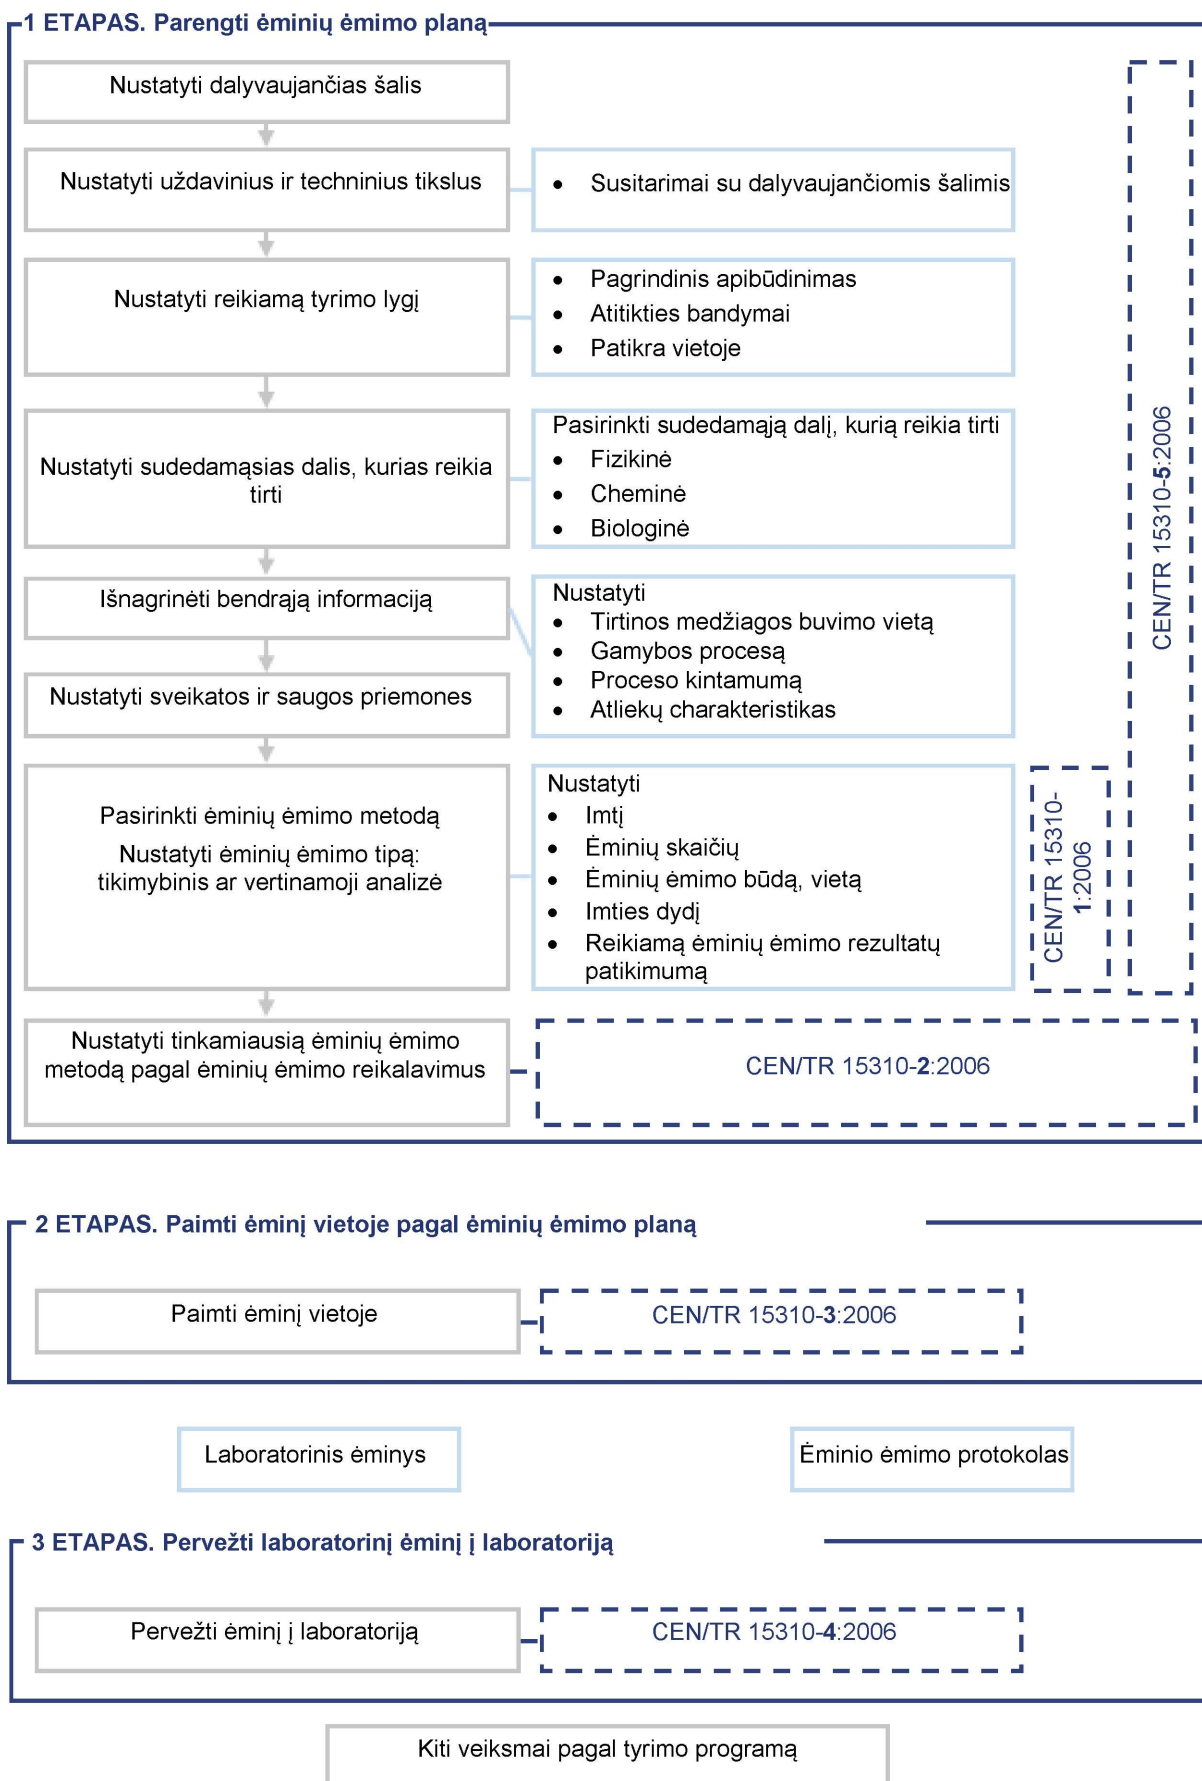 1 ETAPAS. Parengti ėminių ėmimo planą
Nustatyti dalyvaujančias šalis
Nustatyti uždavinius ir techninius tikslus
• Susitarimai su dalyvaujančiomis šalimis
Nustatyti reikiamą tyrimo lygį
• Pagrindinis apibūdinimas
• Atitikties bandymai
• Patikra vietoje
Nustatyti sudedamąsias dalis, kurias reikia
tirti
Pasirinkti sudedamąją dalį, kurią reikia tirti
• Fizikinė
• Cheminė
• Biologinė
Išnagrinėti bendrąją informaciją
Nustatyti
• Tirtinos medžiagos buvimo vietą
• Gamybos procesą
• Proceso kintamumą
• Atliekų charakteristikas
Nustatyti sveikatos ir saugos priemones
Pasirinkti ėminių ėmimo metodą
Nustatyti ėminių ėmimo tipą:
tikimybinis ar vertinamoji analizė
Nustatyti
• Imtį
• Ėminių skaičių
• Ėminių ėmimo būdą, vietą
• Imties dydį
• Reikiamą ėminių ėmimo rezultatų
patikimumą
CEN/TR 15310-
1:2006
CEN/TR 15310-5:2006
Nustatyti tinkamiausią ėminių ėmimo
metodą pagal ėminių ėmimo reikalavimus
CEN/TR 15310-2:2006
2 ETAPAS. Paimti ėminį vietoje pagal ėminių ėmimo planą
Paimti ėminį vietoje
CEN/TR 15310-3:2006
Laboratorinis ėminys
Ėminio ėmimo protokolas
3 ETAPAS. Pervežti laboratorinį ėminį į laboratoriją
Pervežti ėminį į laboratoriją
CEN/TR 15310-4:2006
Kiti veiksmai pagal tyrimo programą